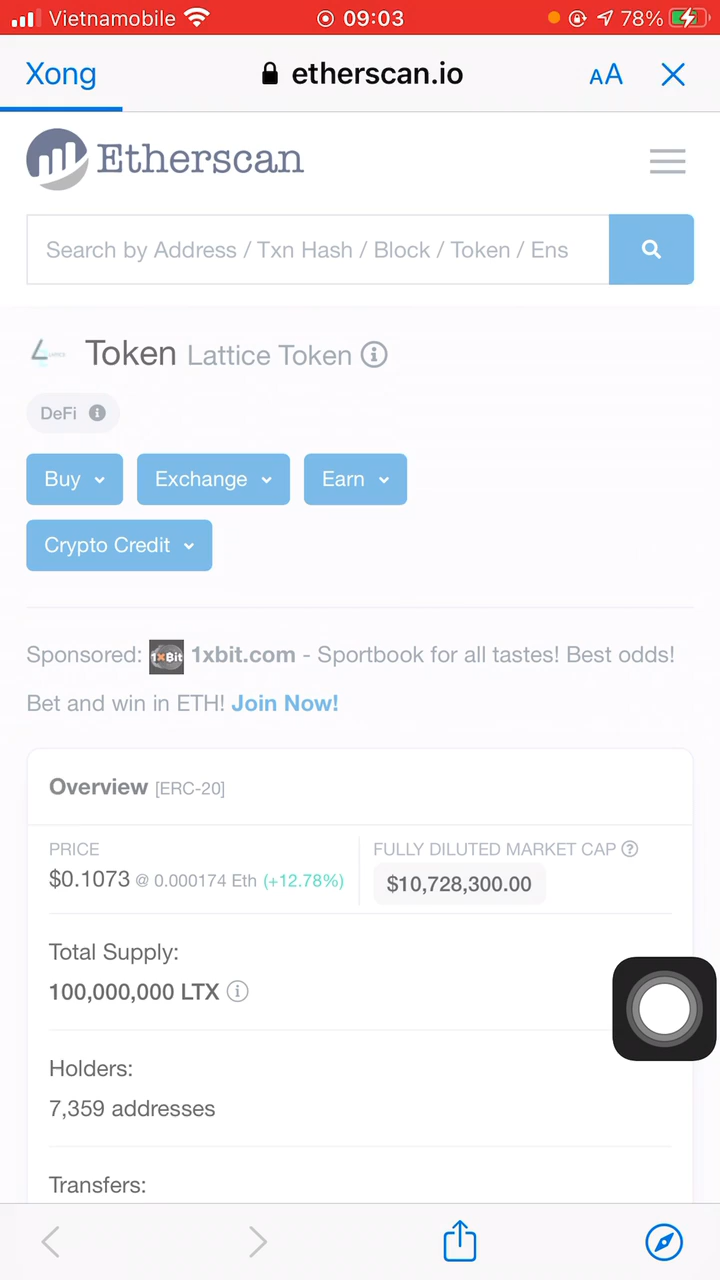 Vietnamobile 09:03 78%
Xong etherscan.io AA
Etherscan
Search by Address / Txn Hash / Block / Token / Ens
Token Lattice Token
DeFi
Buy Exchange Earn
Crypto Credit
Sponsored: 1xBit 1xbit.com - Sportbook for all tastes! Best odds!
Bet and win in ETH! Join Now!
Overview [ERC-20]
PRICE FULLY DILUTED MARKET CAP
$0.1073 @ 0.000174 Eth (+12.78%) $10,728,300.00
Total Supply:
100,000,000 LTX
Holders:
7,359 addresses
Transfers: